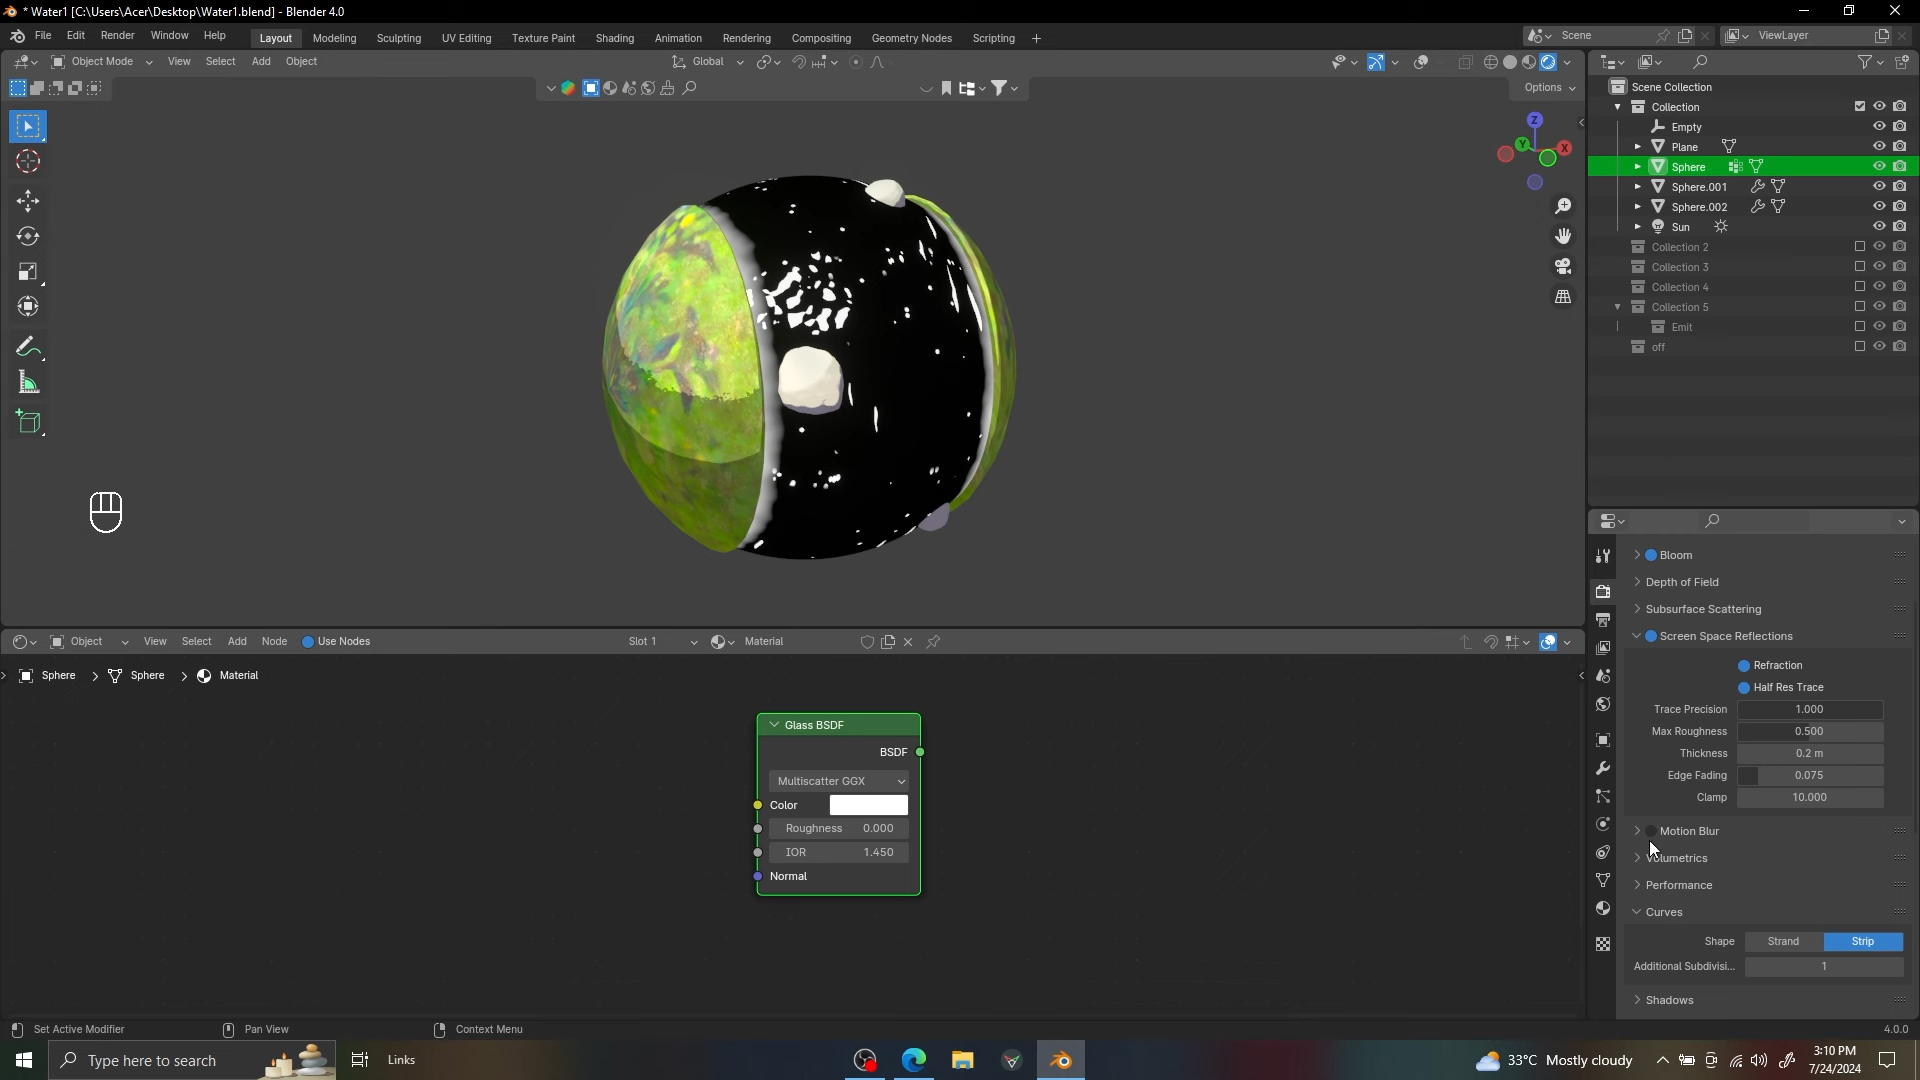 * Water1 [C:\Users\Acer\Desktop\Water1.blend] - Blender 4.0
File Edit Render Window Help
Layout Modeling Sculpting UV Editing Texture Paint Shading Animation Rendering Compositing Geometry Nodes Scripting +
Scene
ViewLayer
Object Mode View Select Add Object
Global
Options
Z
Y
X
Scene Collection
Collection
Empty
Plane
Sphere
Sphere.001
Sphere.002
Sun
Collection 2
Collection 3
Collection 4
Collection 5
Emit
off
Bloom
Depth of Field
Subsurface Scattering
Screen Space Reflections
Refraction
Half Res Trace
Trace Precision 1.000
Max Roughness 0.500
Thickness 0.2 m
Edge Fading 0.075
Clamp 10.000
Motion Blur
Volumetrics
Performance
Curves
Shape Strand Strip
Additional Subdivisi... 1
Shadows
Object View Select Add Node Use Nodes Slot 1 Material
Sphere > Sphere > Material
Glass BSDF
BSDF
Multiscatter GGX
Color
Roughness 0.000
IOR 1.450
Normal
Set Active Modifier Pan View Context Menu 4.0.0
Type here to search Links 33°C Mostly cloudy 3:10 PM
7/24/2024